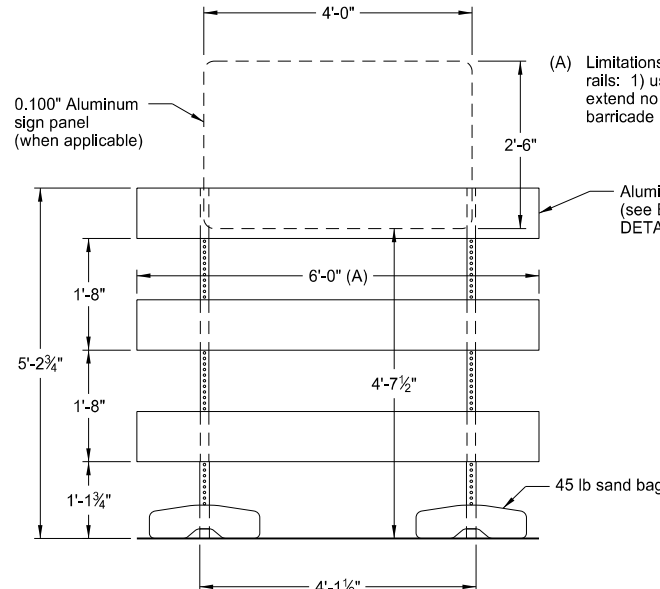 4'-0"
(A) Limitations
rails: 1) us
extend no
barricade
0.100" Aluminum
sign panel
(when applicable)
2'-6"
Alumi
(see
DETA
6'-0" (A)
1'-8"
5'-2¾"
4'-7½"
1'-8"
1'-1¾"
45 lb sand bag
4'-1½"